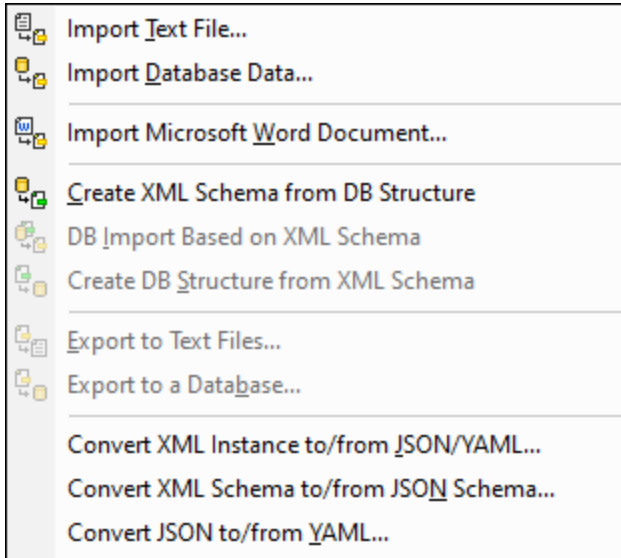 Import Text File...
Import Database Data...
Import Microsoft Word Document...
Create XML Schema from DB Structure
DB Import Based on XML Schema
Create DB Structure from XML Schema
Export to Text Files...
Export to a Database...
Convert XML Instance to/from JSON/YAML...
Convert XML Schema to/from JSON Schema...
Convert JSON to/from YAML...